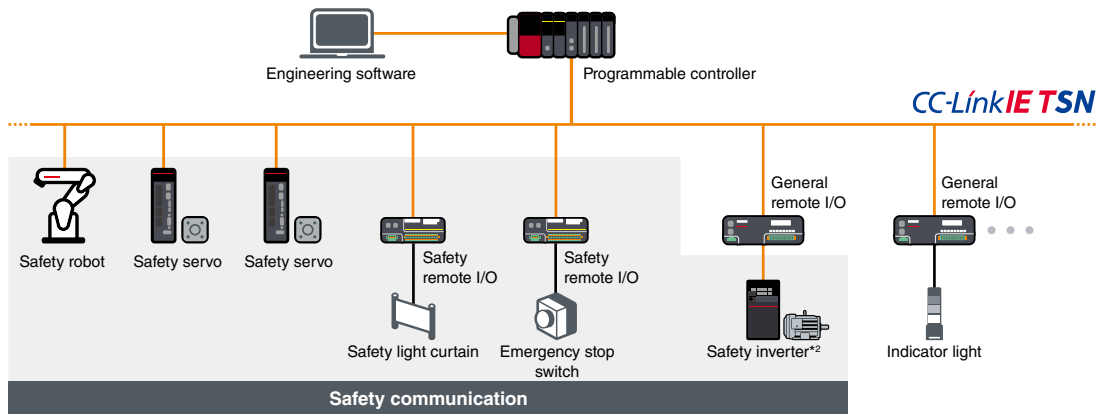 Engineering software
Programmable controller
CC-Link IE TSN
General
remote I/O
General
remote I/O
Safety robot
Safety servo
Safety servo
Safety
remote I/O
Safety
remote I/O
Safety light curtain
Emergency stop
switch
Safety inverter*2
Indicator light
Safety communication